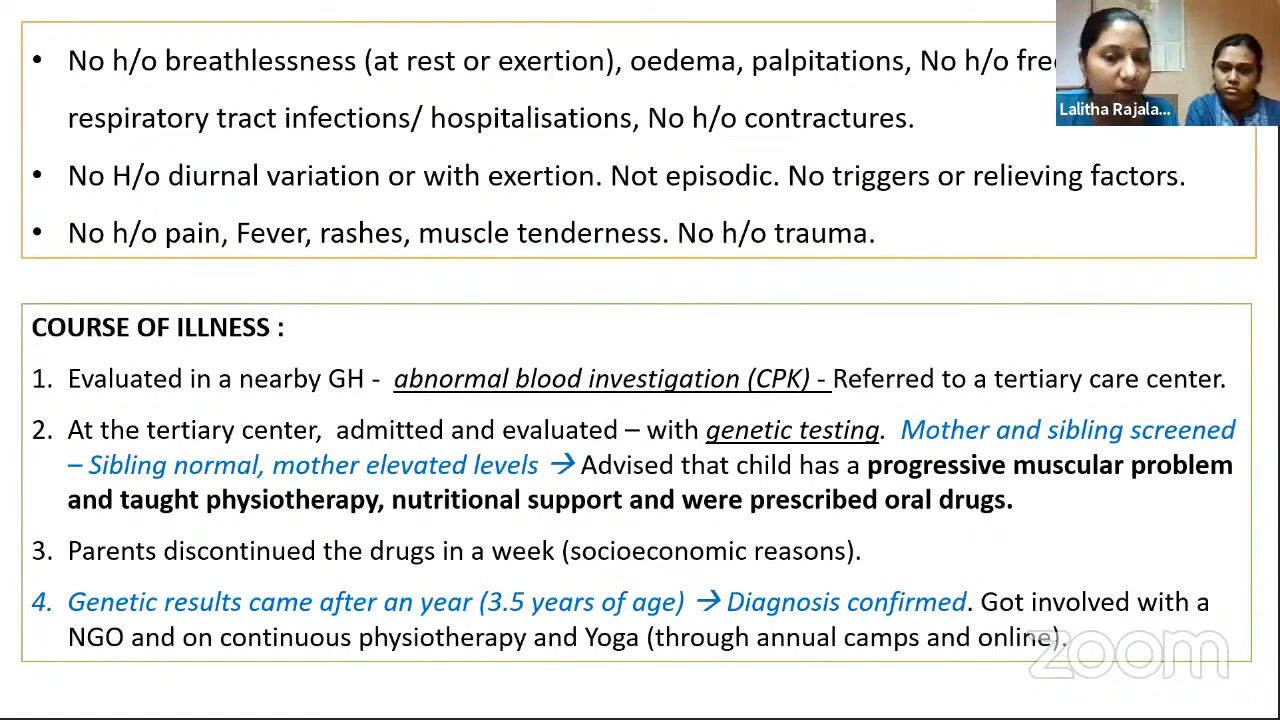 • No h/o breathlessness (at rest or exertion), oedema, palpitations, No h/o
respiratory tract infections/ hospitalisations, No h/o contractures.
• No H/o diurnal variation or with exertion. Not episodic. No triggers or relieving factors.
• No h/o pain, Fever, rashes, muscle tenderness. No h/o trauma.
Lalitha Rajala...
COURSE OF ILLNESS :
1. Evaluated in a nearby GH - abnormal blood investigation (CPK) - Referred to a tertiary care center.
2. At the tertiary center, admitted and evaluated – with genetic testing. Mother and sibling screened
– Sibling normal, mother elevated levels → Advised that child has a progressive muscular problem
and taught physiotherapy, nutritional support and were prescribed oral drugs.
3. Parents discontinued the drugs in a week (socioeconomic reasons).
4. Genetic results came after an year (3.5 years of age) → Diagnosis confirmed. Got involved with a
NGO and on continuous physiotherapy and Yoga (through annual camps and online).
zoom